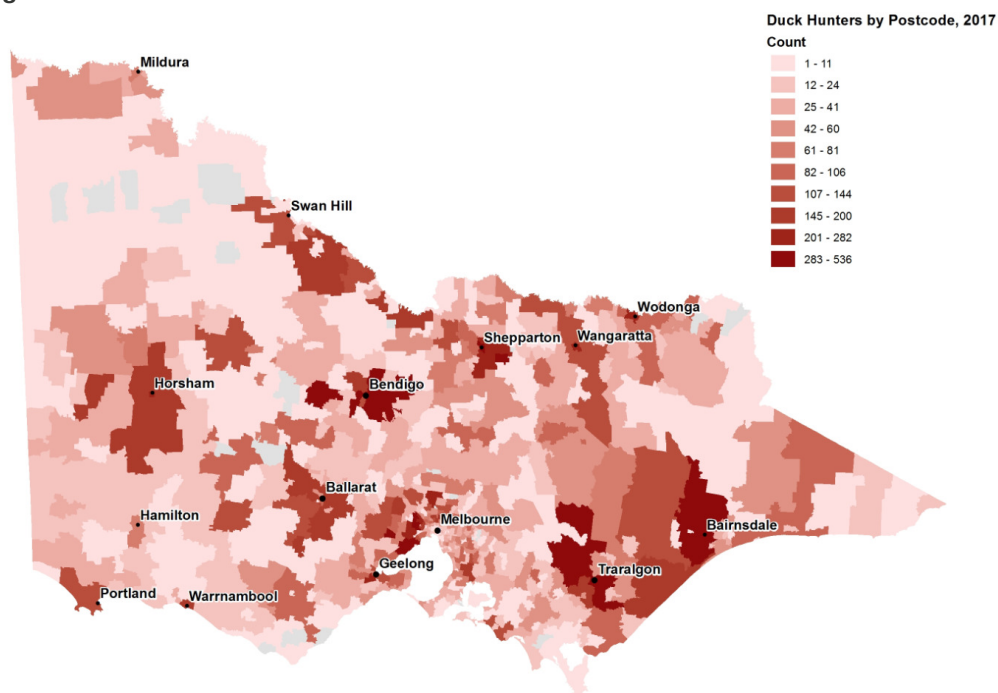 Duck Hunters by Postcode, 2017
Count
1 - 11
12 - 24
25 - 41
42 - 60
61 - 81
82 - 106
107 - 144
145 - 200
201 - 282
283 - 536
Mildura
Swan Hill
Wodonga
Shepparton
Wangaratta
Horsham
Bendigo
Ballarat
Hamilton
Melbourne
Bairnsdale
Geelong
Traralgon
Portland
Warrnambool